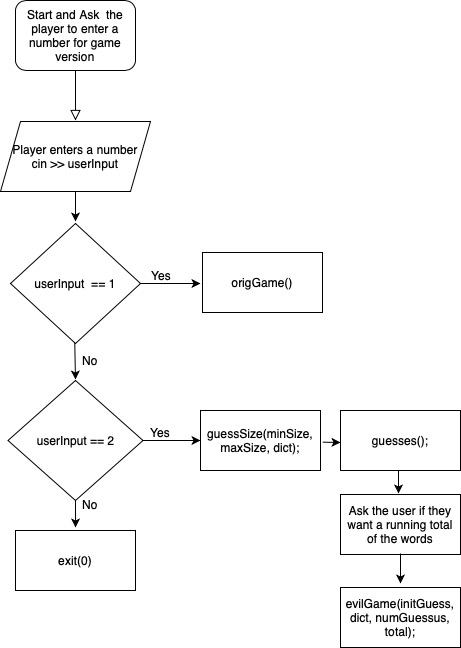 Start and Ask the
player to enter a
number for game
version
Player enters a number
cin >> userInput
userInput == 1
Yes
origGame()
No
userInput == 2
Yes
guessSize(minSize,
maxSize, dict);
guesses();
No
Ask the user if they
want a running total
of the words
exit(0)
evilGame(initGuess,
dict, numGuessus,
total);